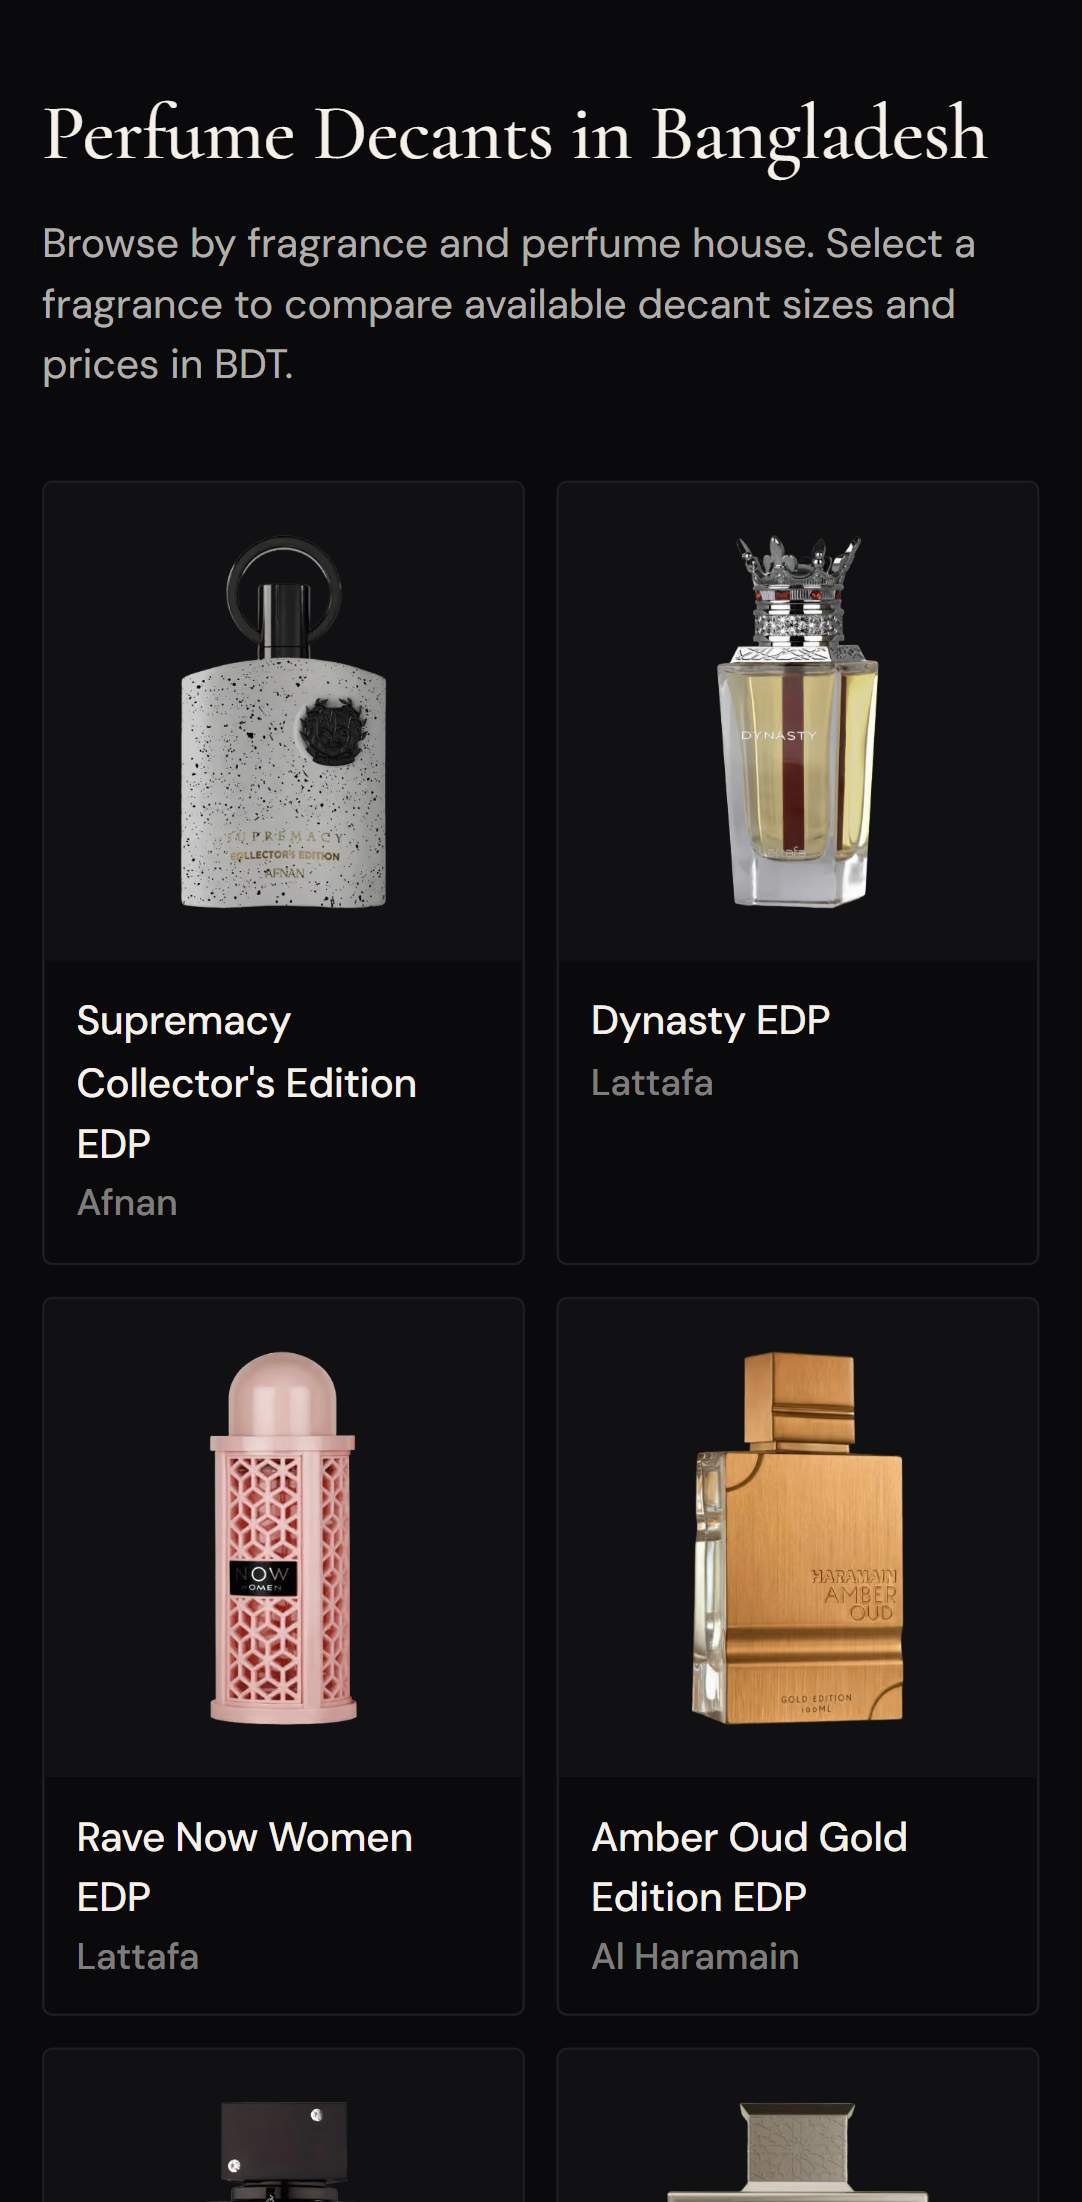 Perfume Decants in Bangladesh
Browse by fragrance and perfume house. Select a
fragrance to compare available decant sizes and
prices in BDT.
SUPREMACY
COLLECTOR'S EDITION
AFNAN
DYNASTY
Supremacy
Collector's Edition
EDP
Afnan
Dynasty EDP
Lattafa
NOW
WOMEN
HARAMAIN
AMBER
OUD
GOLD EDITION
100ML
Rave Now Women
EDP
Lattafa
Amber Oud Gold
Edition EDP
Al Haramain